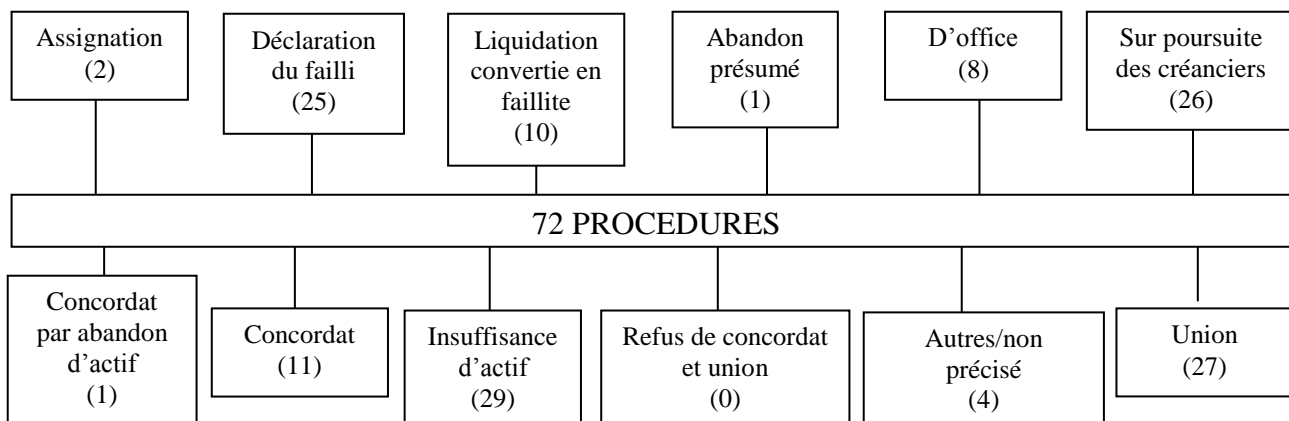 Assignation
(2)
Déclaration
du failli
(25)
Liquidation
convertie en
faillite
(10)
Abandon
présumé
(1)
D’office
(8)
Sur poursuite
des créanciers
(26)
72 PROCEDURES
Concordat
par abandon
d’actif
(1)
Concordat
(11)
Insuffisance
d’actif
(29)
Refus de concordat
et union
(0)
Autres/non
précisé
(4)
Union
(27)